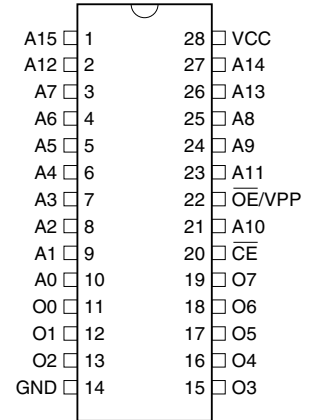 A15 1 28 VCC
A12 2 27 A14
A7 3 26 A13
A6 4 25 A8
A5 5 24 A9
A4 6 23 A11
A3 7 22 OE/VPP
A2 8 21 A10
A1 9 20 CE
A0 10 19 O7
O0 11 18 O6
O1 12 17 O5
O2 13 16 O4
GND 14 15 O3